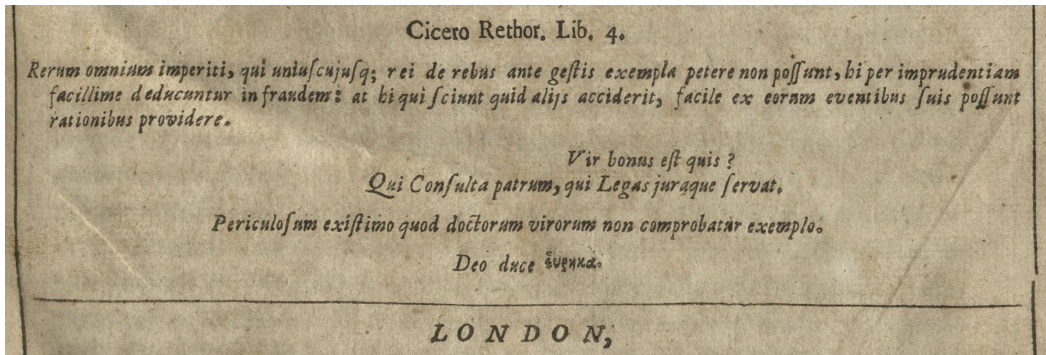 Cicero Rethor. Lib. 4.
Rerum omnium imperiti, qui uniuſcujuſq; rei de rebus ante geſtis exempla petere non poſſunt, hi per imprudentiam
facillime deducuntur in fraudem: at hi qui ſciunt quid alijs acciderit, facile ex eorum eventibus ſuis poſſunt
rationibus providere.
Vir bonus eſt quis ?
Qui Conſulta patrum, qui Legas juraque ſervat.
Periculoſum exiſtimo quod doctorum virorum non comprobatur exemplo.
Deo duce ἑυρηκα.
LONDON,